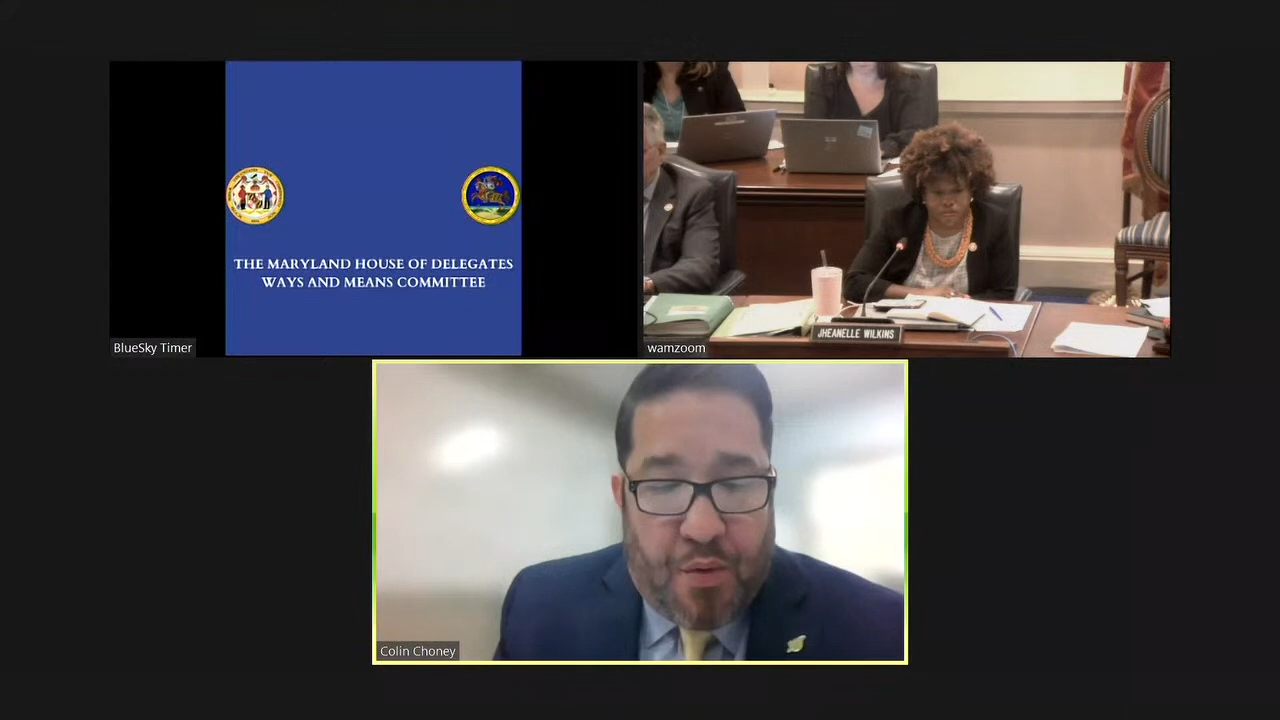 THE MARYLAND HOUSE OF DELEGATES
WAYS AND MEANS COMMITTEE
BlueSky Timer
JHEANELLE WILKINS
wamzoom
Colin Choney